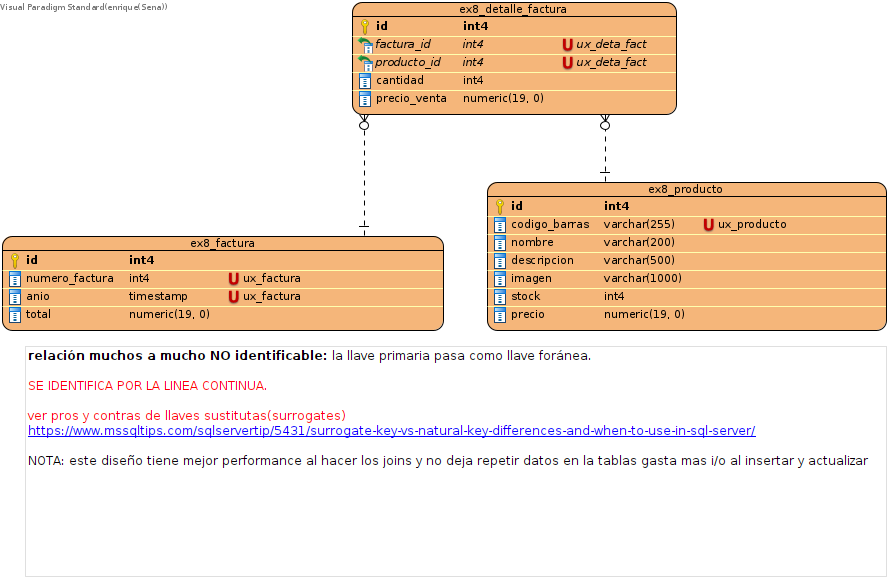 Visual Paradigm Standard(enrique(Sena))
ex8_detalle_factura
id int4
factura_id int4 U ux_deta_fact
producto_id int4 U ux_deta_fact
cantidad int4
precio_venta numeric(19, 0)
ex8_producto
id int4
codigo_barras varchar(255) U ux_producto
nombre varchar(200)
descripcion varchar(500)
imagen varchar(1000)
stock int4
precio numeric(19, 0)
ex8_factura
id int4
numero_factura int4 U ux_factura
anio timestamp U ux_factura
total numeric(19, 0)
relación muchos a mucho NO identificable: la llave primaria pasa como llave foránea.
SE IDENTIFICA POR LA LINEA CONTINUA.
ver pros y contras de llaves sustitutas(surrogates)
https://www.mssqltips.com/sqlservertip/5431/surrogate-key-vs-natural-key-differences-and-when-to-use-in-sql-server/
NOTA: este diseño tiene mejor performance al hacer los joins y no deja repetir datos en la tablas gasta mas i/o al insertar y actualizar